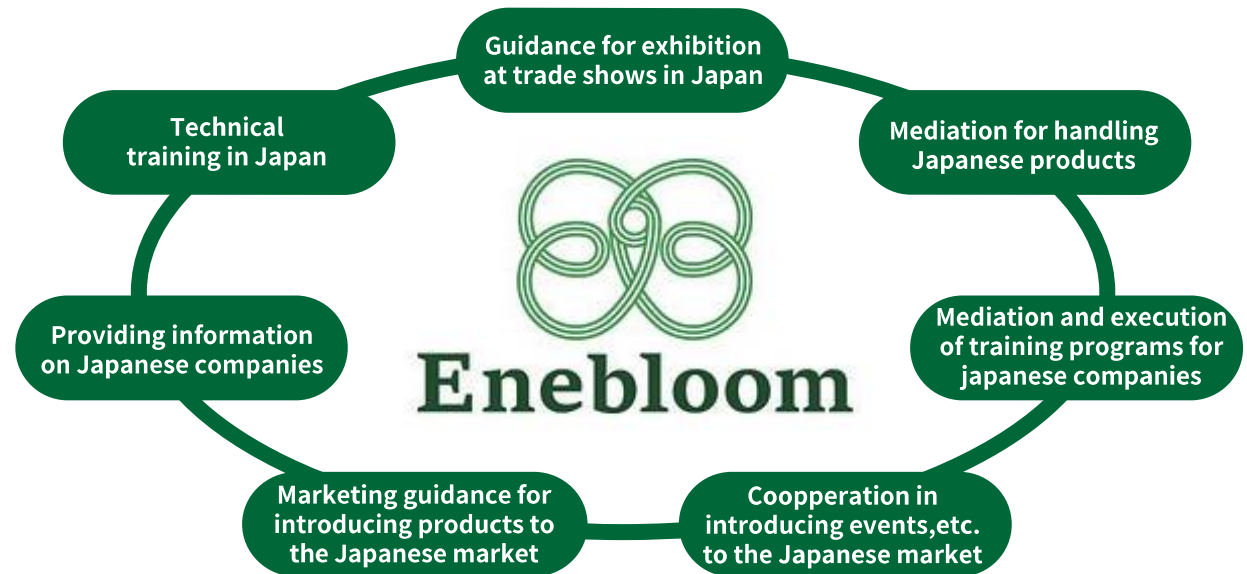 Guidance for exhibition
at trade shows in Japan
Technical
training in Japan
Mediation for handling
Japanese products
Providing information
on Japanese companies
Enebloom
Mediation and execution
of training programs for
japanese companies
Marketing guidance for
introducing products to
the Japanese market
Coopperation in
introducing events,etc.
to the Japanese market